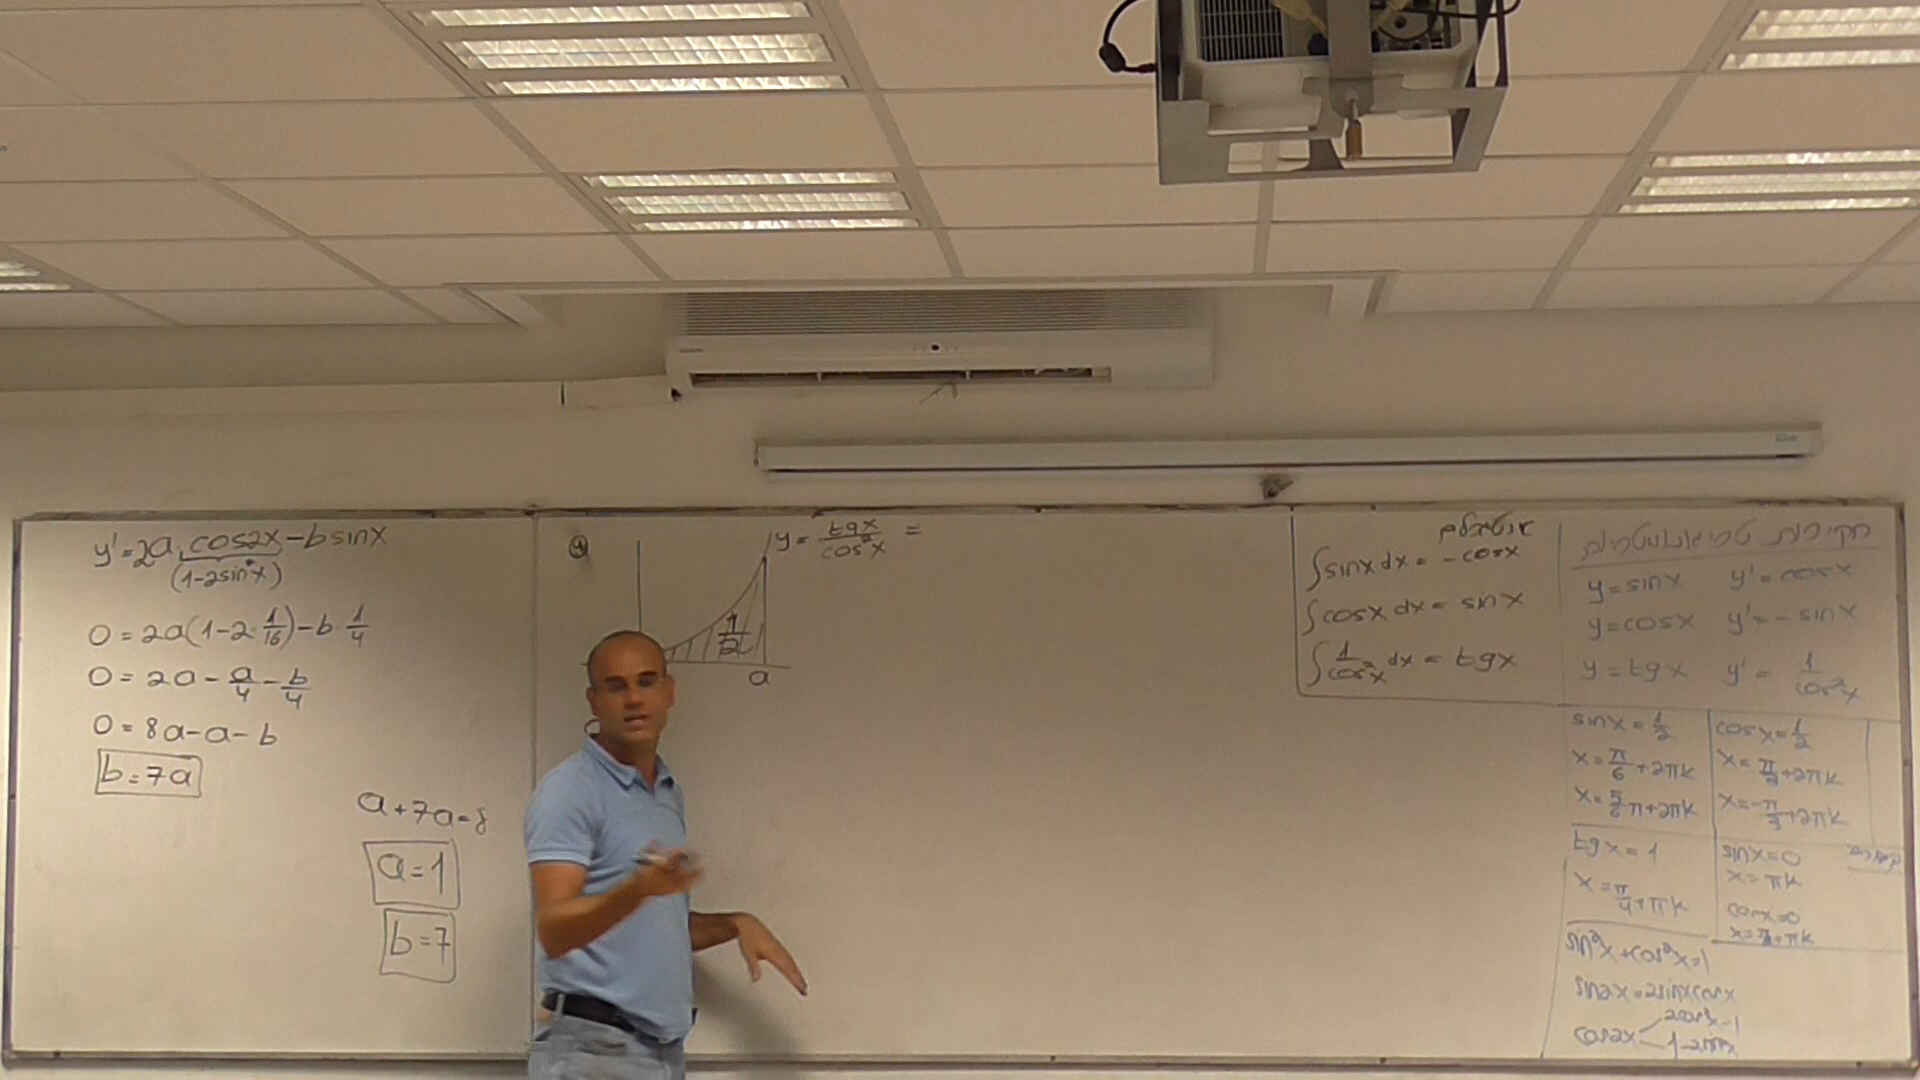 y' = 2a · cos2x - b sinx
(1-2sin²x)
0 = 2a(1-2·1/16) - b·1/4
0 = 2a - a/4 - b/4
0 = 8a - a - b
b = 7a
a + 7a = 8
a = 1
b = 7
4
y = tgx/cos²x =
a
אינטגרלים
∫sinx dx = -cosx
∫cosx dx = sinx
∫1/cos²x dx = tgx
y = sinx y' = cosx
y = cosx y' = -sinx
y = tgx y' = 1/cos²x
sinx = 1/2
x = π/6 + 2πk
x = 5/6 π + 2πk
cosx = 1/2
x = π/3 + 2πk
x = -π/3 + 2πk
tgx = 1
x = π/4 + πk
sinx = 0
x = πk
cosx = 0
x = π/2 + πk
sin²x + cos²x = 1
sin2x = 2sinxcosx
cos2x
2cos²x - 1
1 - 2sin²x